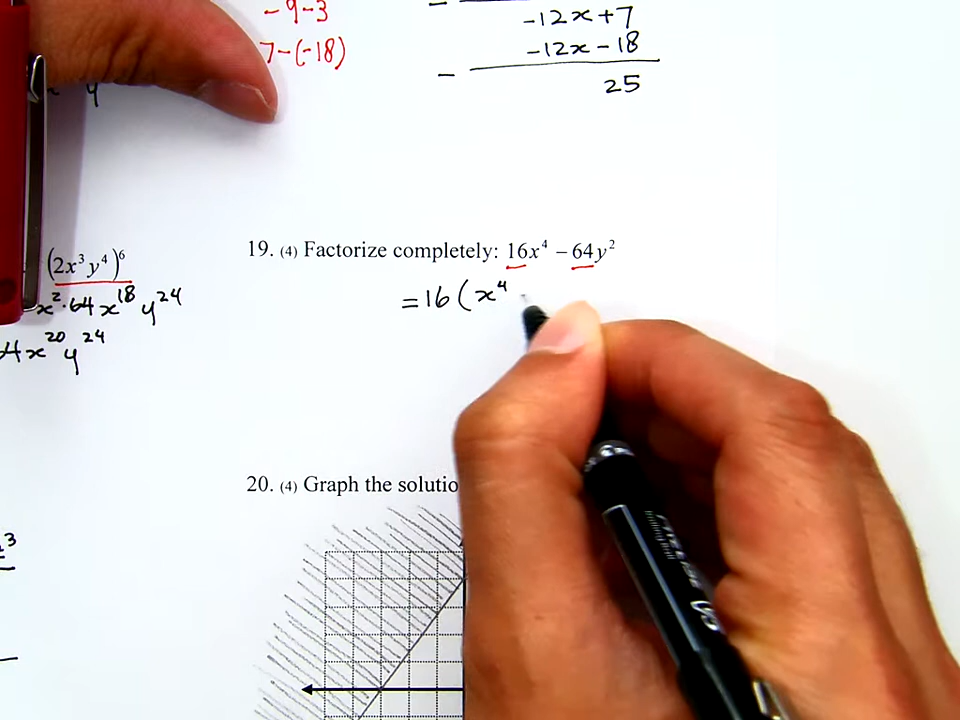 -9-3
7-(-18)
-12x+7
-12x-18
25
(2x³y⁴)⁶
x²·64x¹⁸y²⁴
4x²⁰y²⁴
19. (4) Factorize completely: 16x⁴ – 64y²
=16(x⁴
20. (4) Graph the solutio